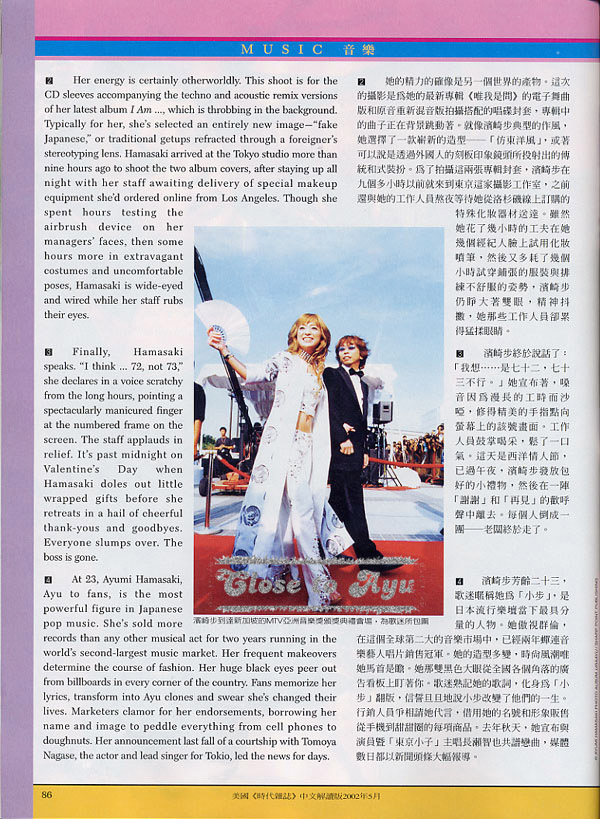 MUSIC 音樂
2 Her energy is certainly otherworldly. This shoot is for the
CD sleeves accompanying the techno and acoustic remix versions
of her latest album I Am ..., which is throbbing in the background.
Typically for her, she's selected an entirely new image—"fake
Japanese," or traditional getups refracted through a foreigner's
stereotyping lens. Hamasaki arrived at the Tokyo studio more than
nine hours ago to shoot the two album covers, after staying up all
night with her staff awaiting delivery of special makeup
equipment she'd ordered online from Los Angeles. Though she
spent hours testing the
airbrush device on her
managers' faces, then some
hours more in extravagant
costumes and uncomfortable
poses, Hamasaki is wide-eyed
and wired while her staff rubs
their eyes.
3 Finally, Hamasaki
speaks. "I think ... 72, not 73,"
she declares in a voice scratchy
from the long hours, pointing a
spectacularly manicured finger
at the numbered frame on the
screen. The staff applauds in
relief. It's past midnight on
Valentine's Day when
Hamasaki doles out little
wrapped gifts before she
retreats in a hail of cheerful
thank-yous and goodbyes.
Everyone slumps over. The
boss is gone.
4 At 23, Ayumi Hamasaki,
Ayu to fans, is the most
powerful figure in Japanese
pop music. She's sold more
records than any other musical act for two years running in the
world's second-largest music market. Her frequent makeovers
determine the course of fashion. Her huge black eyes peer out
from billboards in every corner of the country. Fans memorize her
lyrics, transform into Ayu clones and swear she's changed their
lives. Marketers clamor for her endorsements, borrowing her
name and image to peddle everything from cell phones to
doughnuts. Her announcement last fall of a courtship with Tomoya
Nagase, the actor and lead singer for Tokio, led the news for days.
2 她的精力的確像是另一個世界的產物。這次
的攝影是為她的最新專輯《唯我是問》的電子舞曲
版和原音重新混音版拍攝搭配的唱碟封套，專輯中
的曲子正在背景跳動著。就像濱崎步典型的作風，
她選擇了一款嶄新的造型——「仿東洋風」，或者
可以說是透過外國人的刻板印象鏡頭所投射出的傳
統和式裝扮。為了拍攝這兩張專輯封套，濱崎步在
九個多小時以前就來到東京這家攝影工作室，之前
還與她的工作人員熬夜等待她從洛杉磯線上訂購的
特殊化妝器材送達。雖然
她花了幾小時的工夫在她
幾個經紀人臉上試用化妝
噴筆，然後又多耗了幾個
小時試穿鋪張的服裝與排
練不舒服的姿勢，濱崎步
仍睜大著雙眼，精神抖
擻，她那些工作人員卻累
得猛揉眼睛。
3 濱崎步終於說話了：
「我想……是七十二，七十
三不行。」她宣布著，嗓
音因為漫長的工時而沙
啞，修得精美的手指點向
螢幕上的該號畫面。工作
人員鼓掌喝采，鬆了一口
氣。這天是西洋情人節，
已過午夜，濱崎步發放包
好的小禮物，然後在一陣
「謝謝」和「再見」的歡呼
聲中離去。每個人倒成一
團——老闆終於走了。
4 濱崎步芳齡二十三，
歌迷暱稱她為「小步」，是
日本流行樂壇當下最具分
量的人物。她傲視群倫，
在這個全球第二大的音樂市場中，已經兩年蟬連音
樂藝人唱片銷售冠軍。她的造型多變，時尚風潮唯
她馬首是瞻。她那雙黑色大眼從全國各個角落的廣
告看板上盯著你。歌迷熟記她的歌詞，化身為「小
步」翻版，信誓旦旦地說小步改變了他們的一生。
行銷人員爭相請她代言，借用她的名號和形象販售
從手機到甜甜圈的每項商品。去年秋天，她宣布與
演員暨「東京小子」主唱長瀨智也共譜戀曲，媒體
數日都以新聞頭條大幅報導。
Close to Ayu
濱崎步到達新加坡的MTV亞洲音樂獎頒獎典禮會場，為歌迷所包圍
86
美國《時代雜誌》中文解讀版2002年5月